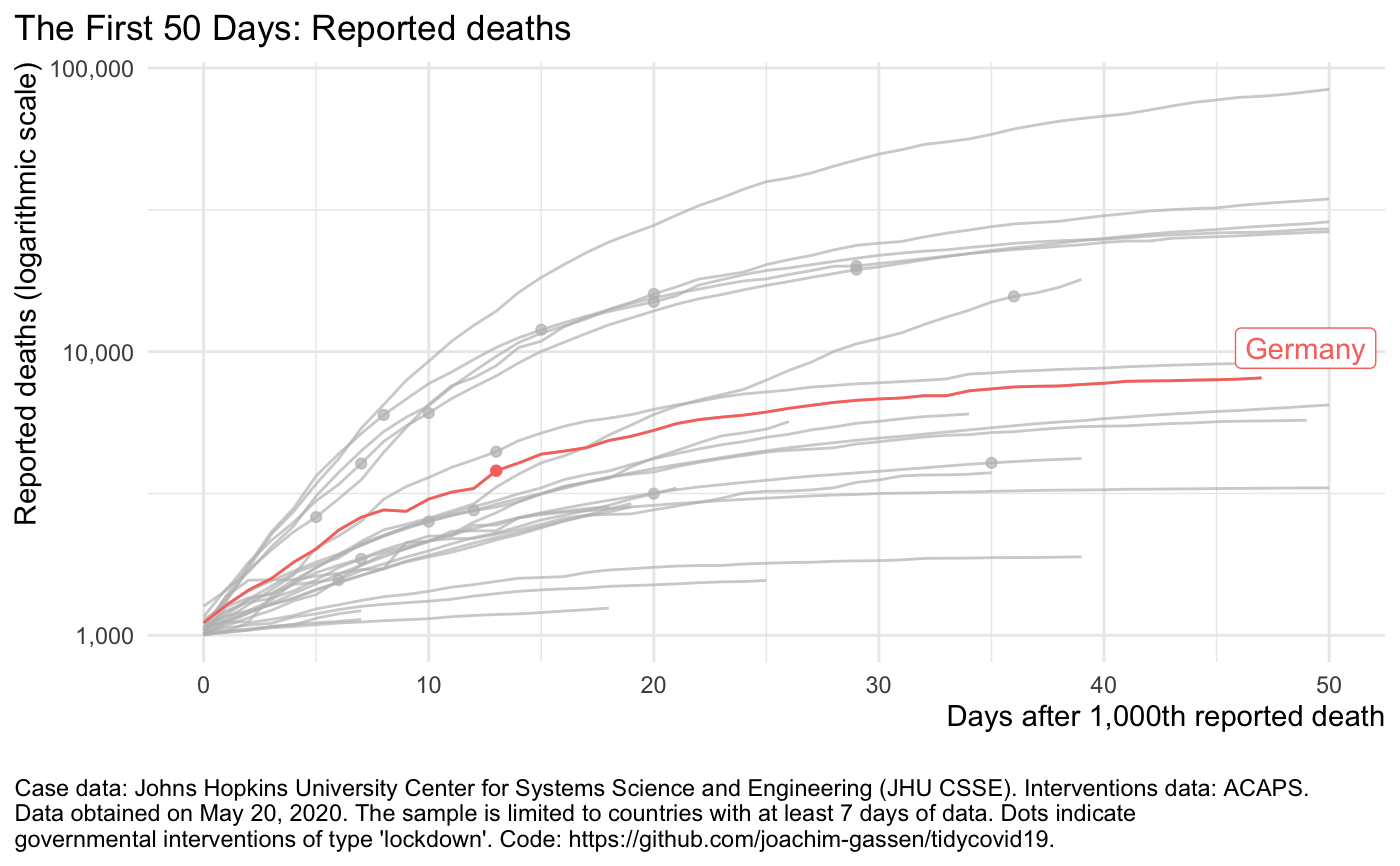 The First 50 Days: Reported deaths
Reported deaths (logarithmic scale)
100,000
10,000
1,000
Germany
0 10 20 30 40 50
Days after 1,000th reported death
Case data: Johns Hopkins University Center for Systems Science and Engineering (JHU CSSE). Interventions data: ACAPS.
Data obtained on May 20, 2020. The sample is limited to countries with at least 7 days of data. Dots indicate
governmental interventions of type 'lockdown'. Code: https://github.com/joachim-gassen/tidycovid19.